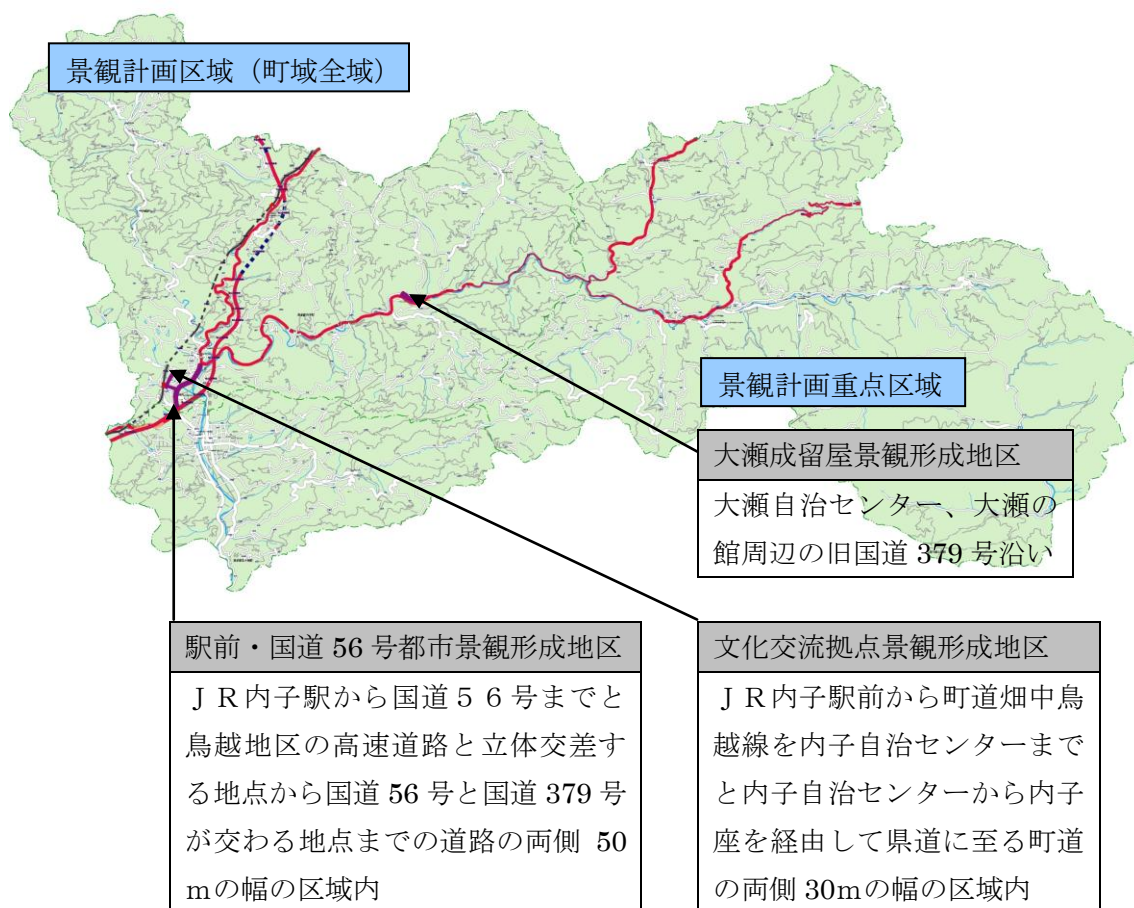 景観計画区域（町域全域）
景観計画重点区域
大瀬成留屋景観形成地区
大瀬自治センター、大瀬の
館周辺の旧国道 379 号沿い
駅前・国道 56 号都市景観形成地区
ＪＲ内子駅から国道５６号までと
鳥越地区の高速道路と立体交差す
る地点から国道 56 号と国道 379 号
が交わる地点までの道路の両側 50
ｍの幅の区域内
文化交流拠点景観形成地区
ＪＲ内子駅前から町道畑中鳥
越線を内子自治センターまで
と内子自治センターから内子
座を経由して県道に至る町道
の両側 30ｍの幅の区域内